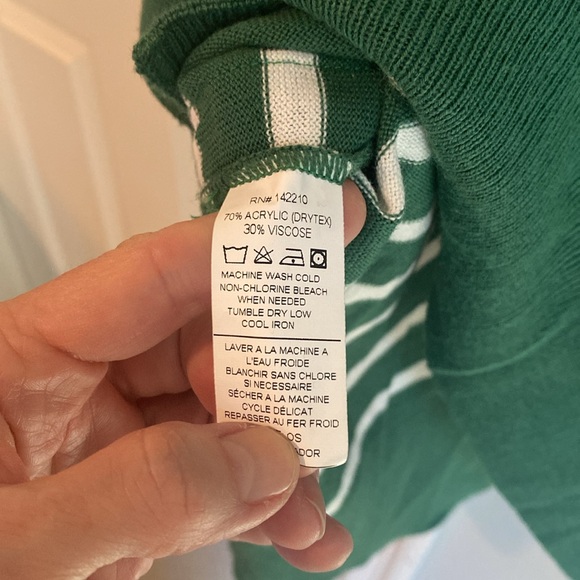 RN# 142210
70% ACRYLIC (DRYTEX)
30% VISCOSE
MACHINE WASH COLD
NON-CHLORINE BLEACH
WHEN NEEDED
TUMBLE DRY LOW
COOL IRON
LAVER A LA MACHINE A
L'EAU FROIDE
BLANCHIR SANS CHLORE
SI NECESSAIRE
SÉCHER A LA MACHINE
CYCLE DÉLICAT
REPASSER AU FER FROID